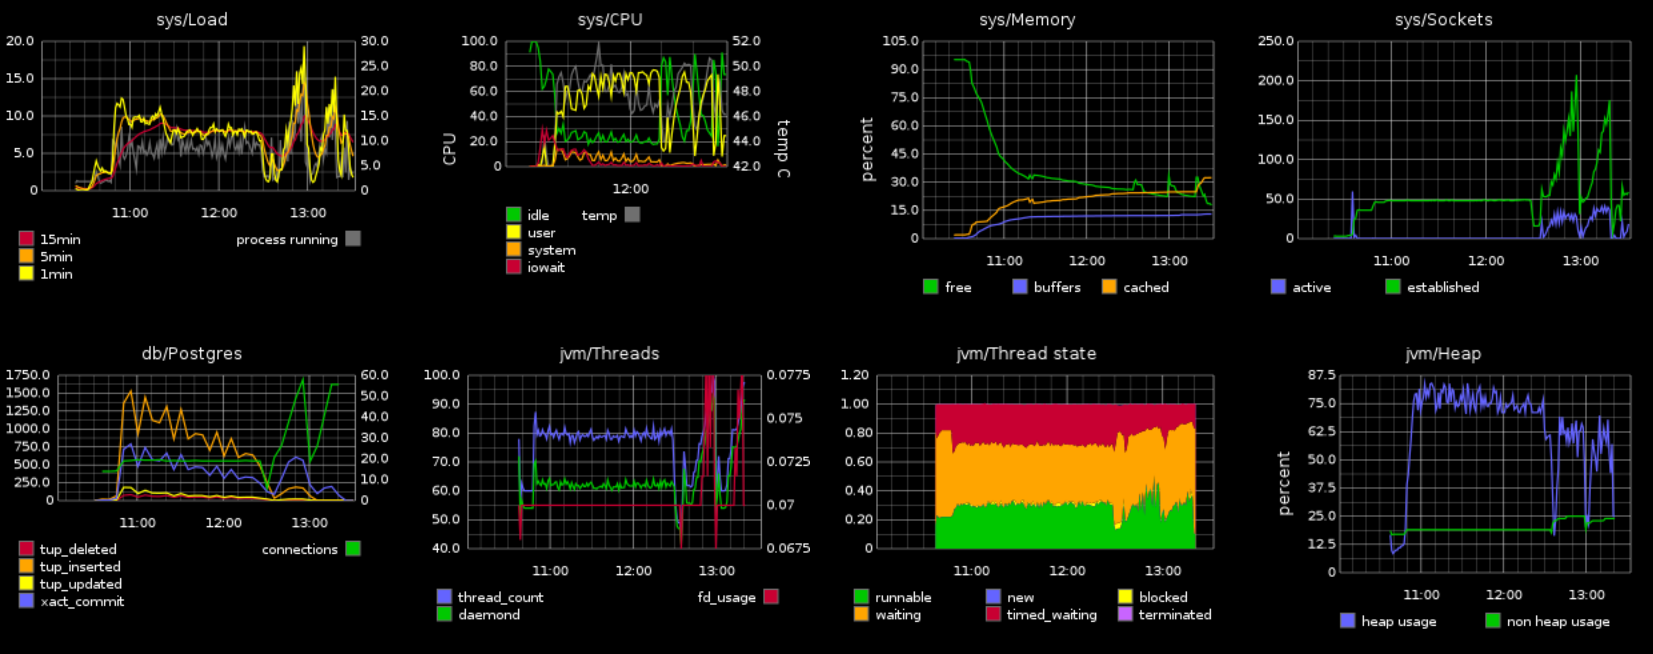 sys/Load
20.0 30.0
25.0
15.0
20.0
10.0 15.0
10.0
5.0
5.0
0 0
11:00 12:00 13:00
15min process running
5min
1min
sys/CPU
100.0 52.0
80.0 50.0
60.0 48.0
40.0 46.0
20.0 44.0
0 42.0
CPU
temp C
12:00
idle temp
user
system
iowait
sys/Memory
105.0
90.0
75.0
60.0
45.0
30.0
15.0
0
percent
11:00 12:00 13:00
free buffers cached
sys/Sockets
250.0
200.0
150.0
100.0
50.0
0
11:00 12:00 13:00
active established
db/Postgres
1750.0 60.0
1500.0 50.0
1250.0
40.0
1000.0
30.0
750.0
20.0
500.0
250.0 10.0
0 0
11:00 12:00 13:00
tup_deleted connections
tup_inserted
tup_updated
xact_commit
jvm/Threads
100.0 0.0775
90.0
0.075
80.0
70.0 0.0725
60.0
0.07
50.0
40.0 0.0675
11:00 12:00 13:00
thread_count fd_usage
daemond
jvm/Thread state
1.20
1.00
0.80
0.60
0.40
0.20
0
11:00 12:00 13:00
runnable new blocked
waiting timed_waiting terminated
jvm/Heap
87.5
75.0
62.5
50.0
37.5
25.0
12.5
0
percent
11:00 12:00 13:00
heap usage non heap usage